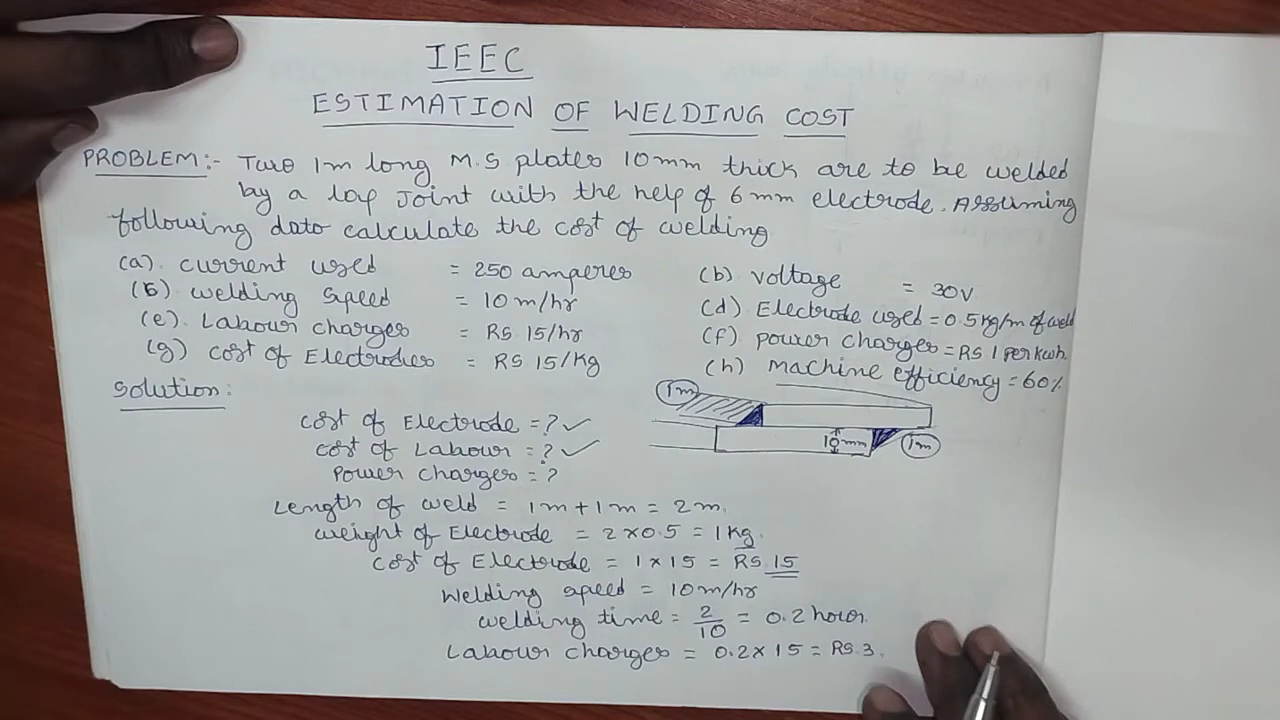 IEEC
ESTIMATION OF WELDING COST
PROBLEM:- Two 1m long M.S plates 10mm thick are to be welded
by a lap joint with the help of 6mm electrode. Assuming
following data calculate the cost of welding
(a). current used = 250 amperes (b) voltage = 30V
(c). welding speed = 10m/hr (d) Electrode used = 0.5kg/m of weld
(e). Labour charges = Rs 15/hr (f) power charges = Rs 1 per kwh.
(g) cost of Electrodes = Rs 15/kg (h) machine efficiency = 60%
Solution:
1m
10mm 1m
cost of Electrode = ? ✓
cost of Labour = ? ✓
Power charges = ?
Length of weld = 1m + 1m = 2m.
weight of Electrode = 2×0.5 = 1kg.
cost of Electrode = 1×15 = Rs. 15
Welding speed = 10m/hr
welding time = 2/10 = 0.2 hour.
Labour charges = 0.2×15 = Rs. 3.